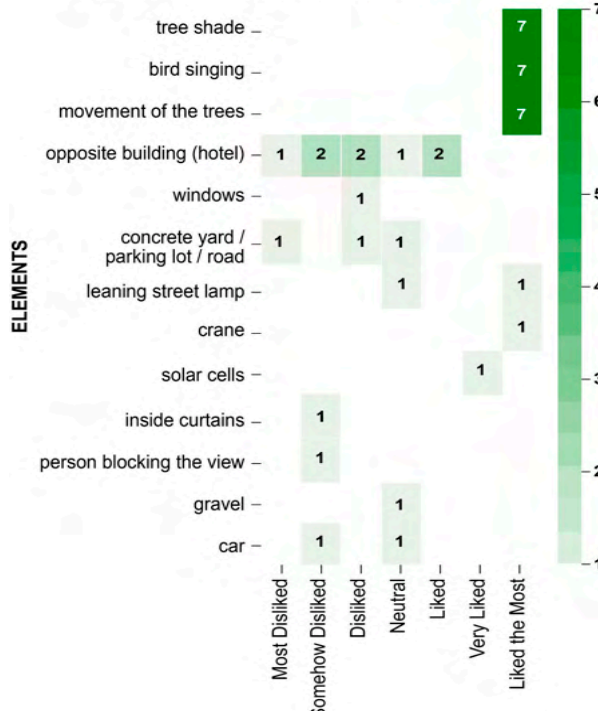 tree shade 7
bird singing 7
movement of the trees 7
opposite building (hotel) 1 2 2 1 2
windows 1
concrete yard /
parking lot / road 1 1 1
leaning street lamp 1 1
crane 1
solar cells 1
inside curtains 1
person blocking the view 1
gravel 1
car 1 1
ELEMENTS
Most Disliked
Somehow Disliked
Disliked
Neutral
Liked
Very Liked
Liked the Most
7
6
5
4
3
2
1